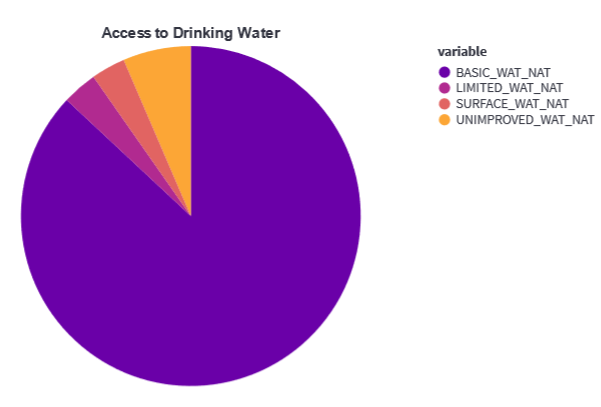 Access to Drinking Water
variable
BASIC_WAT_NAT
LIMITED_WAT_NAT
SURFACE_WAT_NAT
UNIMPROVED_WAT_NAT